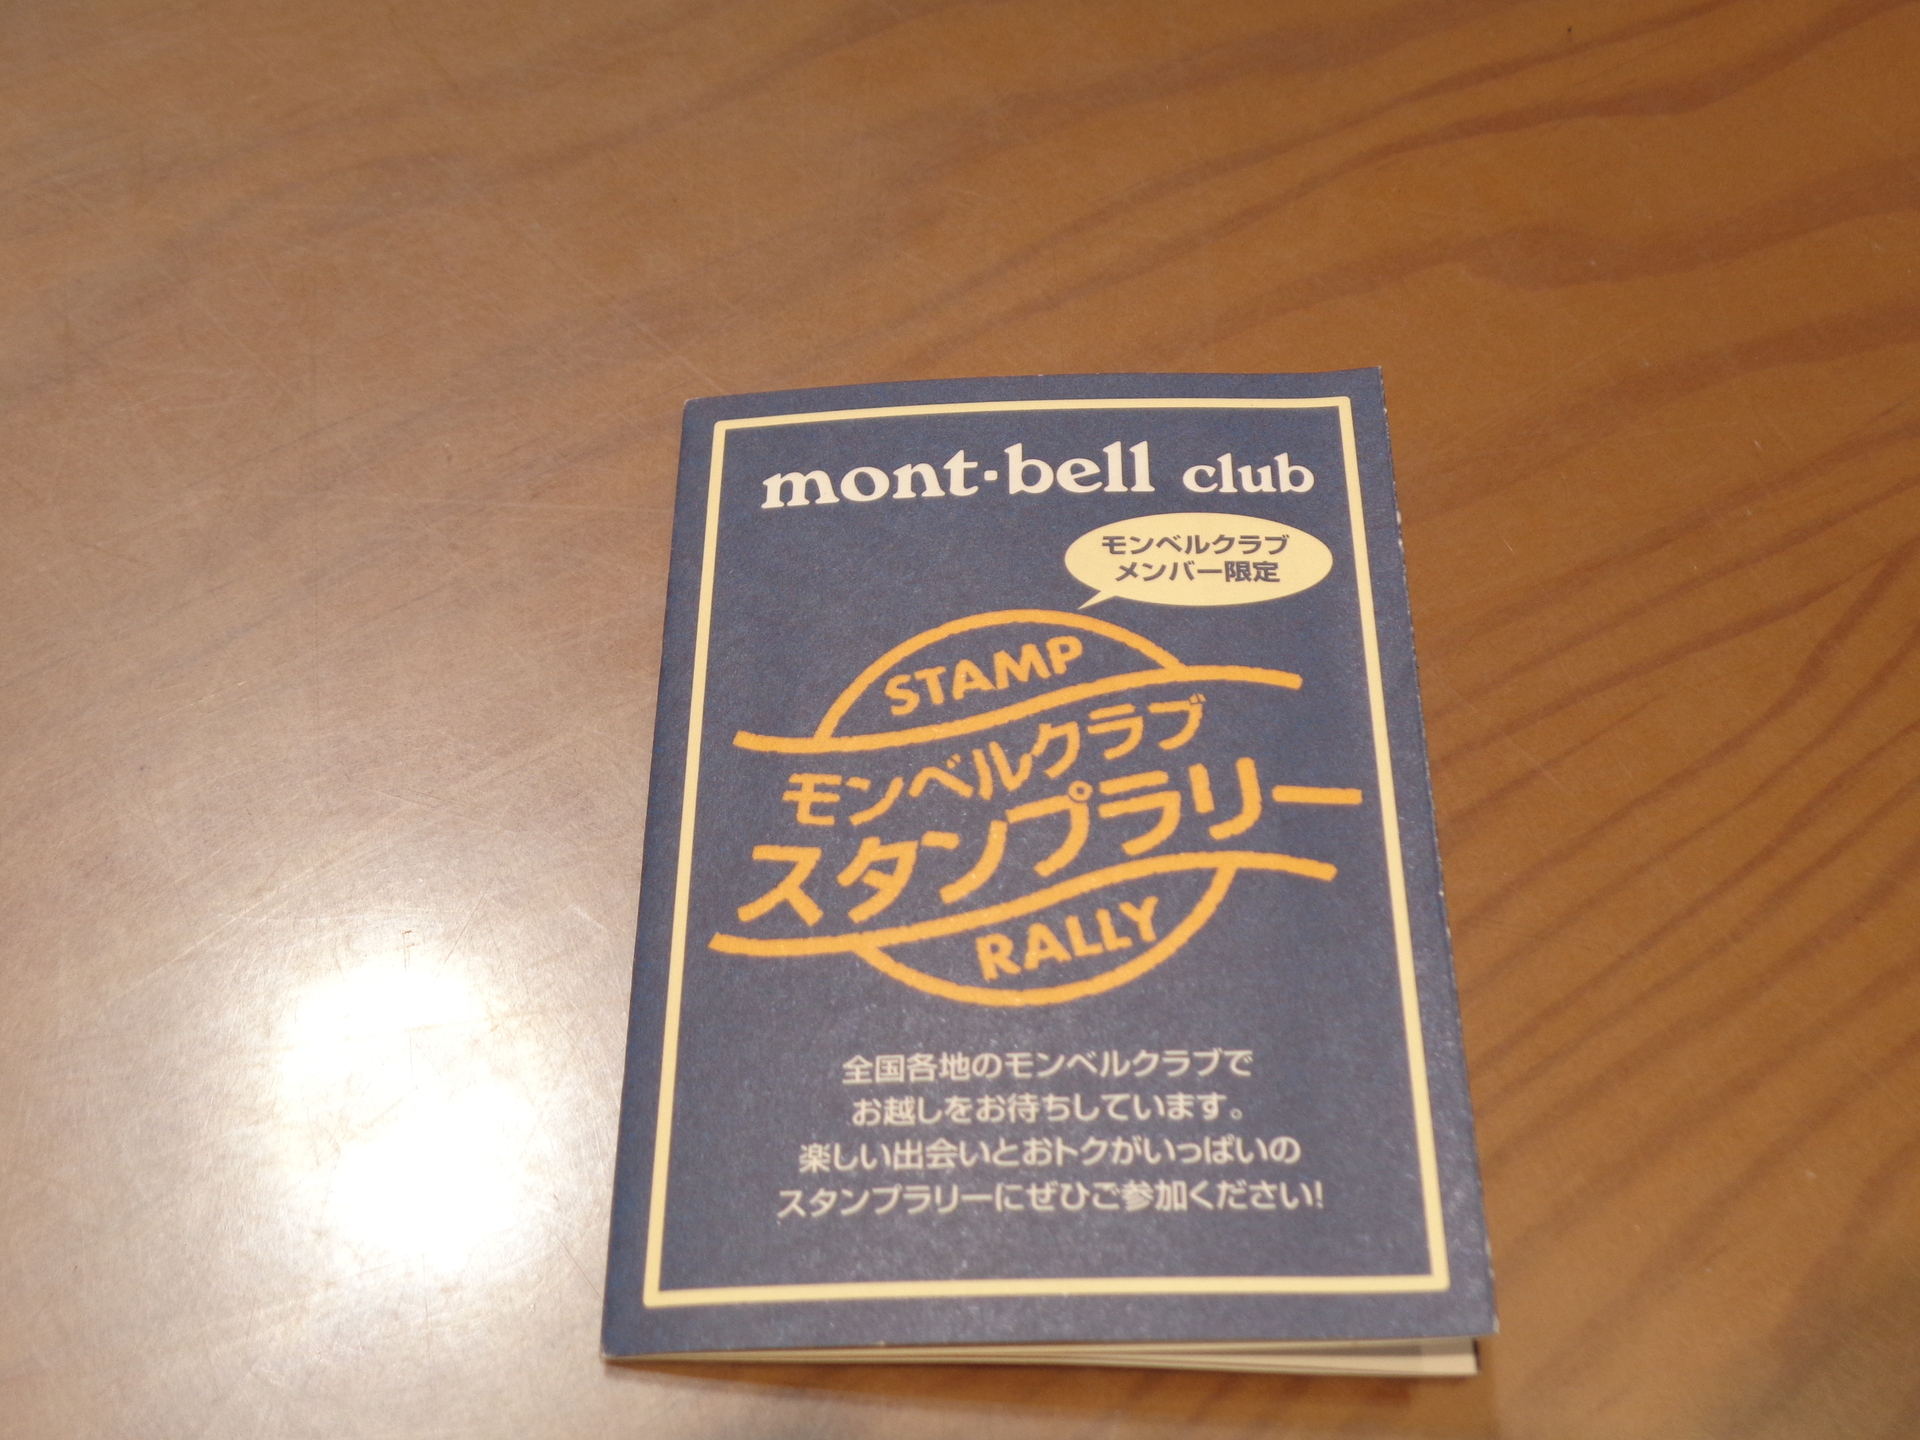 mont·bell club
モンベルクラブ
メンバー限定
STAMP
モンベルクラブ
スタンプラリー
RALLY
全国各地のモンベルクラブで
お越しをお待ちしています。
楽しい出会いとおトクがいっぱいの
スタンプラリーにぜひご参加ください!